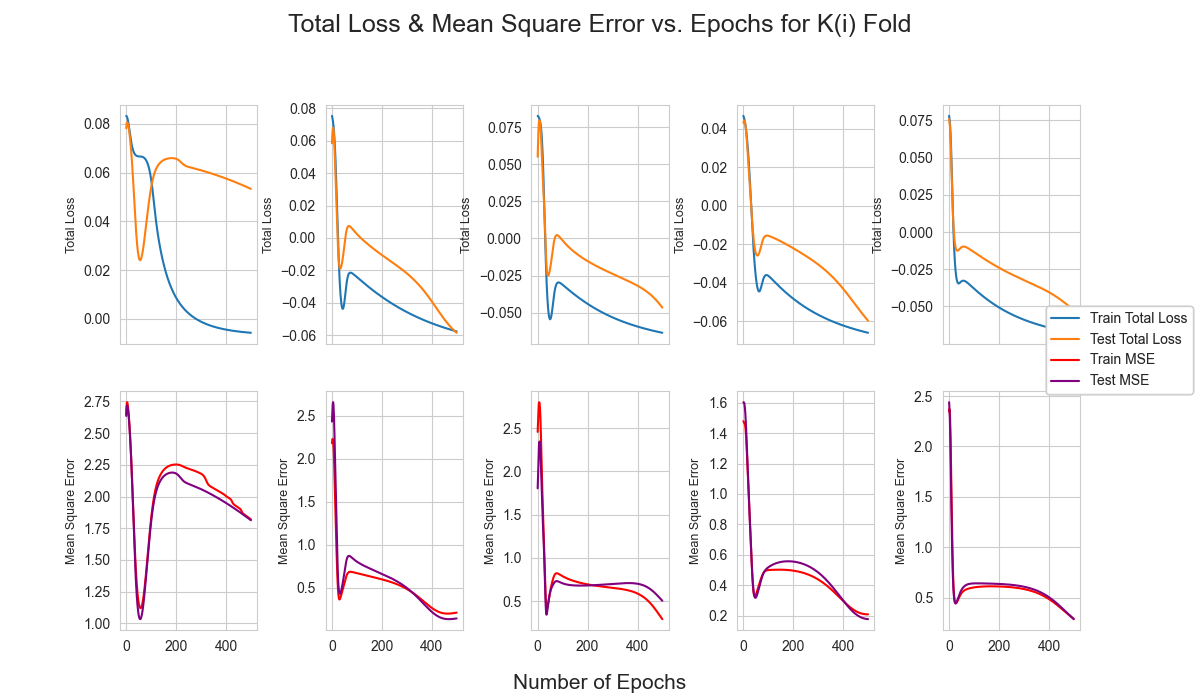 Total Loss & Mean Square Error vs. Epochs for K(i) Fold
Total Loss
0.08
0.06
0.04
0.02
0.00
Total Loss
0.08
0.06
0.04
0.02
0.00
−0.02
−0.04
−0.06
Total Loss
0.075
0.050
0.025
0.000
−0.025
−0.050
Total Loss
0.04
0.02
0.00
−0.02
−0.04
−0.06
Total Loss
0.075
0.050
0.025
0.000
−0.025
−0.050
Train Total Loss
Test Total Loss
Train MSE
Test MSE
Mean Square Error
2.75
2.50
2.25
2.00
1.75
1.50
1.25
1.00
0 200 400
Mean Square Error
2.5
2.0
1.5
1.0
0.5
0 200 400
Mean Square Error
2.5
2.0
1.5
1.0
0.5
0 200 400
Mean Square Error
1.6
1.4
1.2
1.0
0.8
0.6
0.4
0.2
0 200 400
Mean Square Error
2.5
2.0
1.5
1.0
0.5
0 200 400
Number of Epochs